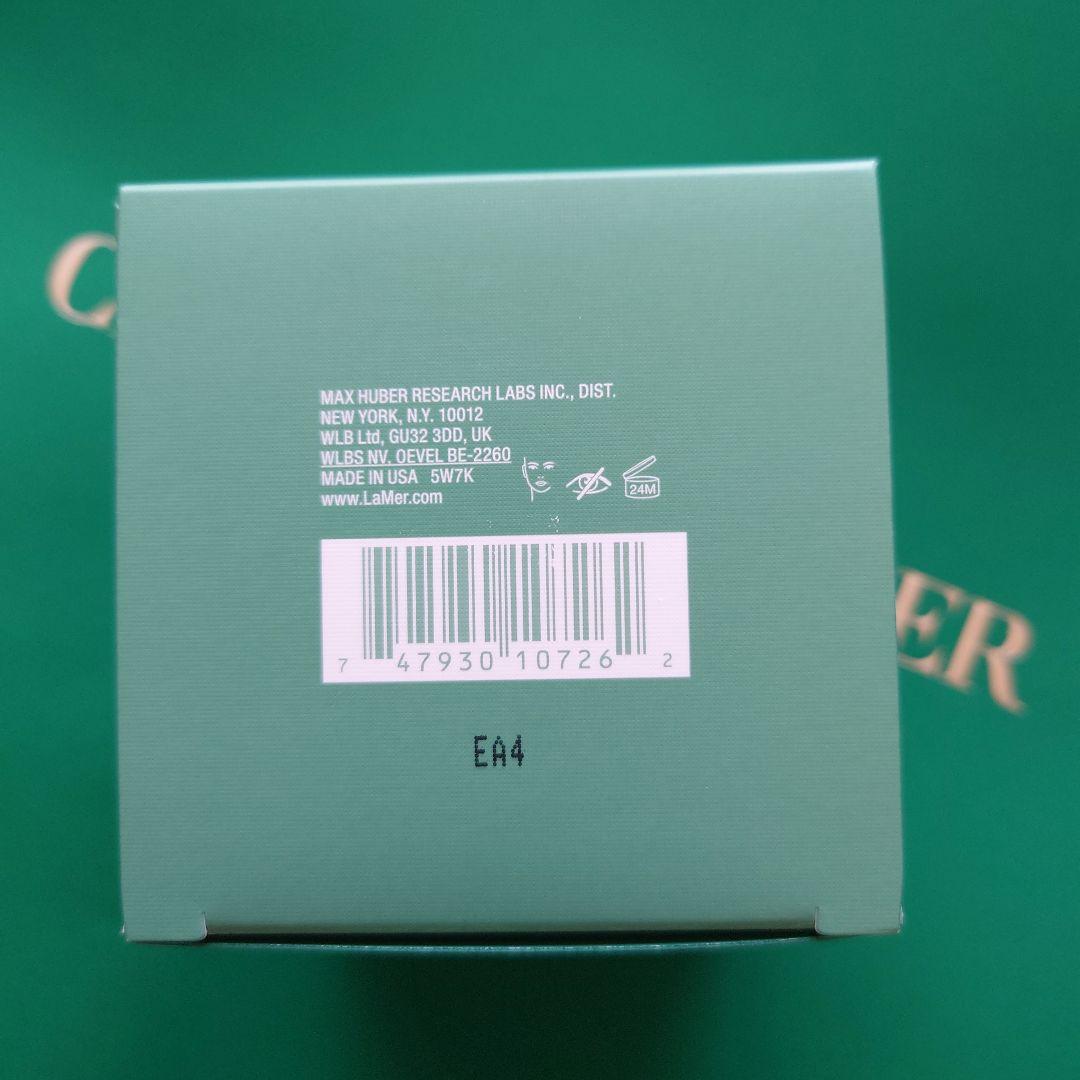 C
MAX HUBER RESEARCH LABS INC., DIST.
NEW YORK, N.Y. 10012
WLB Ltd, GU32 3DD, UK
WLBS NV, OEVEL BE-2260
MADE IN USA 5W7K
www.LaMer.com
24M
7 47930 10726 2
ER
EA4